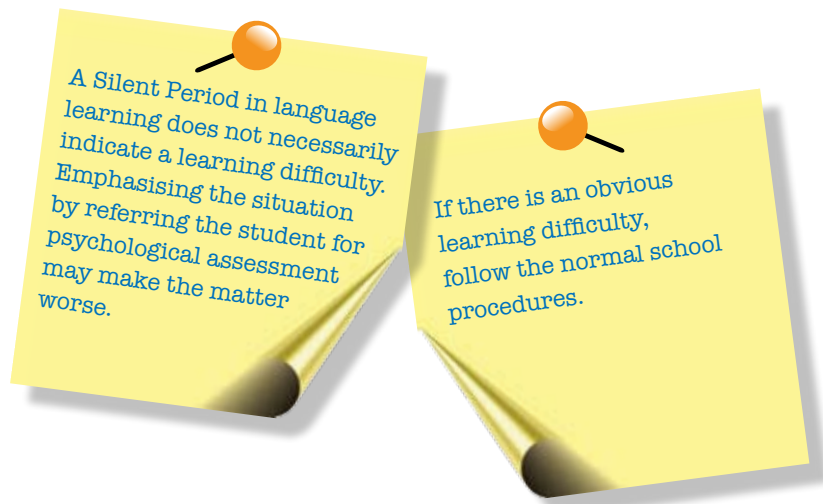 A Silent Period in language
learning does not necessarily
indicate a learning difficulty.
Emphasising the situation
by referring the student for
psychological assessment
may make the matter
worse.
If there is an obvious
learning difficulty,
follow the normal school
procedures.